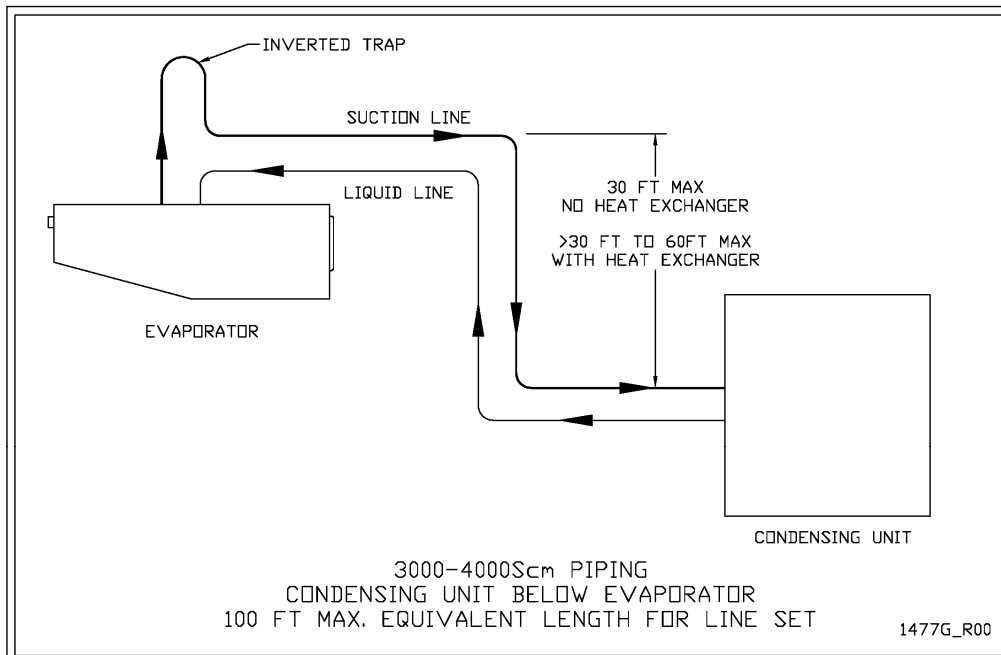 INVERTED TRAP
SUCTION LINE
LIQUID LINE
30 FT MAX
NO HEAT EXCHANGER
>30 FT TO 60FT MAX
WITH HEAT EXCHANGER
EVAPORATOR
CONDENSING UNIT
3000-4000Scm PIPING
CONDENSING UNIT BELOW EVAPORATOR
100 FT MAX. EQUIVALENT LENGTH FOR LINE SET
1477G_R00